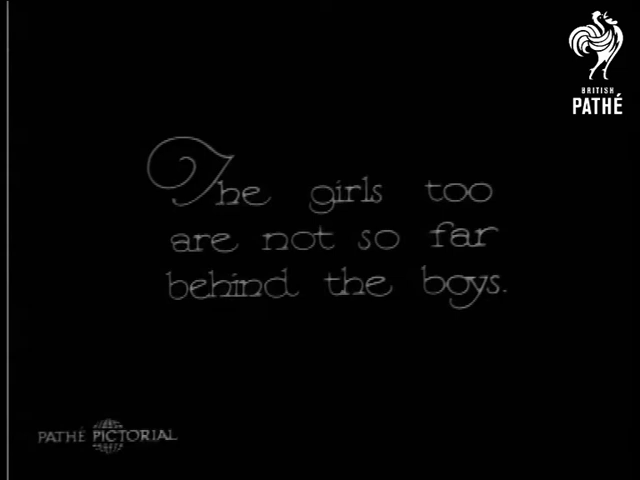 BRITISH
PATHÉ
The girls too
are not so far
behind the boys.
PATHÉ PICTORIAL